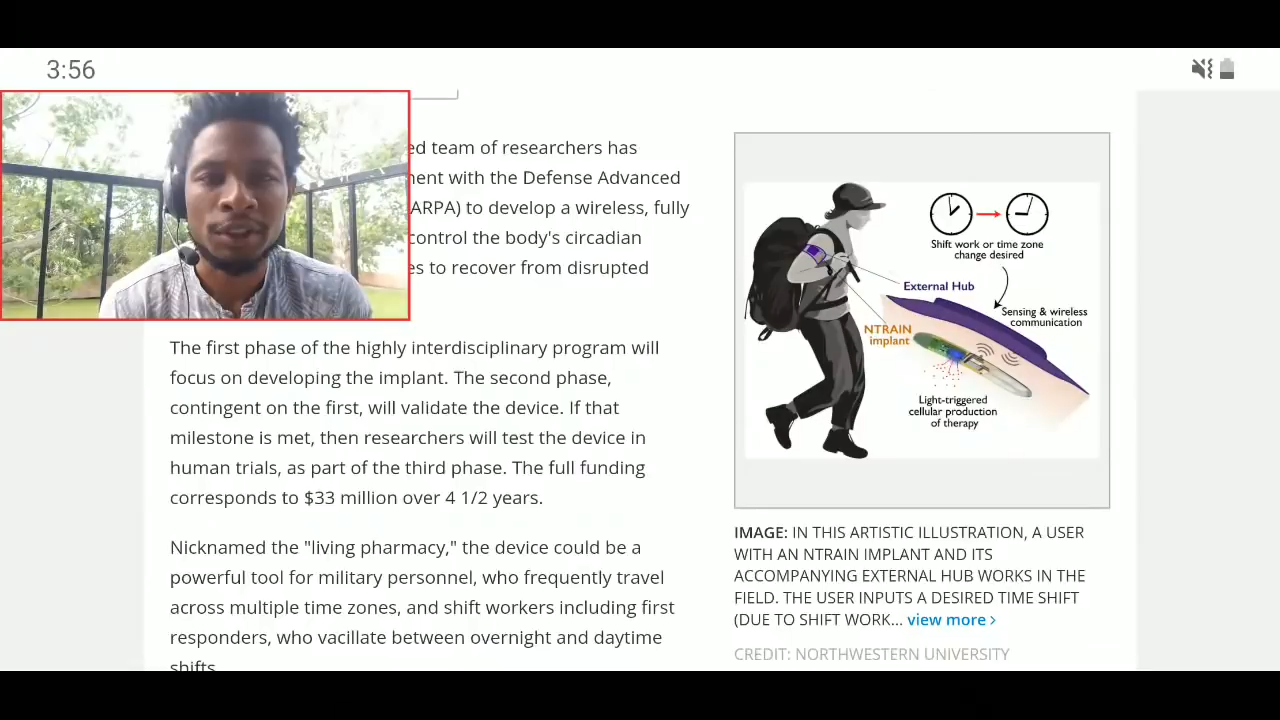 3:56
ed team of researchers has
ent with the Defense Advanced
ARPA) to develop a wireless, fully
control the body's circadian
es to recover from disrupted
The first phase of the highly interdisciplinary program will
focus on developing the implant. The second phase,
contingent on the first, will validate the device. If that
milestone is met, then researchers will test the device in
human trials, as part of the third phase. The full funding
corresponds to $33 million over 4 1/2 years.
Nicknamed the "living pharmacy," the device could be a
powerful tool for military personnel, who frequently travel
across multiple time zones, and shift workers including first
responders, who vacillate between overnight and daytime
shifts
Shift work or time zone
change desired
External Hub
Sensing & wireless
communication
NTRAIN
implant
Light-triggered
cellular production
of therapy
IMAGE: IN THIS ARTISTIC ILLUSTRATION, A USER
WITH AN NTRAIN IMPLANT AND ITS
ACCOMPANYING EXTERNAL HUB WORKS IN THE
FIELD. THE USER INPUTS A DESIRED TIME SHIFT
(DUE TO SHIFT WORK... view more >
CREDIT: NORTHWESTERN UNIVERSITY